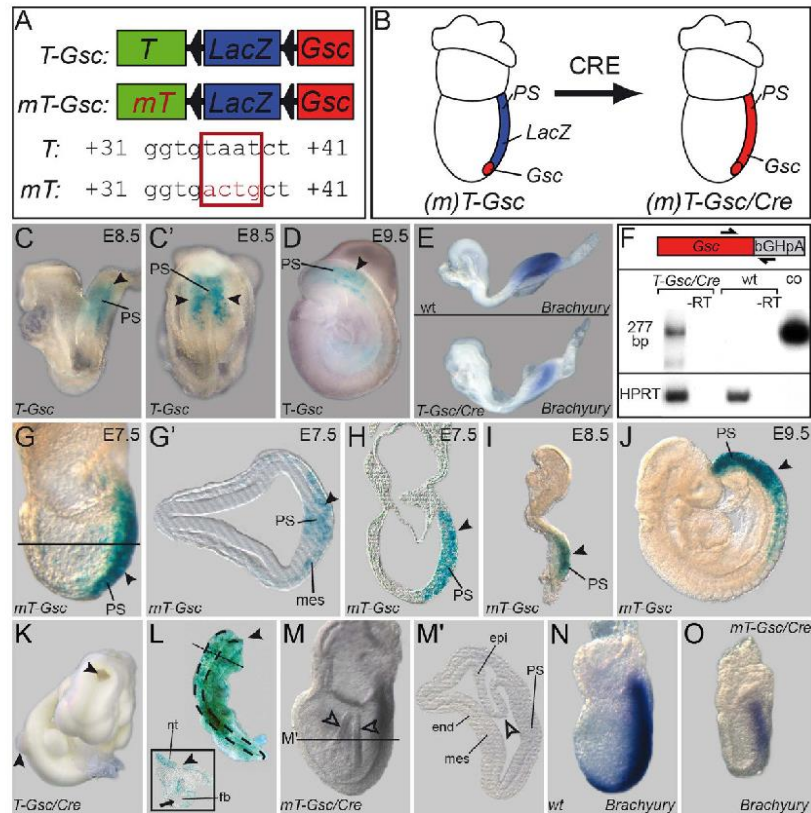 A
T-Gsc: T LacZ Gsc
mT-Gsc: mT LacZ Gsc
T: +31 ggtgtaatct +41
mT: +31 ggtgactgct +41
B
CRE
PS
LacZ
Gsc
(m)T-Gsc
PS
Gsc
(m)T-Gsc/Cre
C E8.5
PS
T-Gsc
C' E8.5
PS
T-Gsc
D E9.5
PS
T-Gsc
E
wt Brachyury
T-Gsc/Cre Brachyury
F
Gsc bGHpA
T-Gsc/Cre wt co
-RT -RT
277
bp
HPRT
G E7.5
PS
mT-Gsc
G' E7.5
PS
mes
mT-Gsc
H E7.5
PS
mT-Gsc
I E8.5
PS
mT-Gsc
J E9.5
PS
mT-Gsc
K
T-Gsc/Cre
L
nt
fb
M
M'
mT-Gsc/Cre
M'
epi
PS
end
mes
N
wt Brachyury
O mT-Gsc/Cre
Brachyury